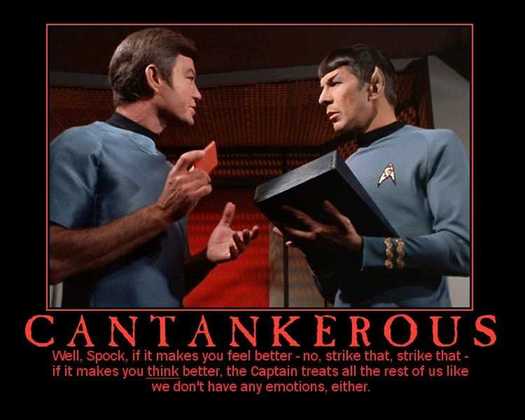 CANTANKEROUS
Well, Spock, if it makes you feel better - no, strike that, strike that -
if it makes you think better, the Captain treats all the rest of us like
we don't have any emotions, either.